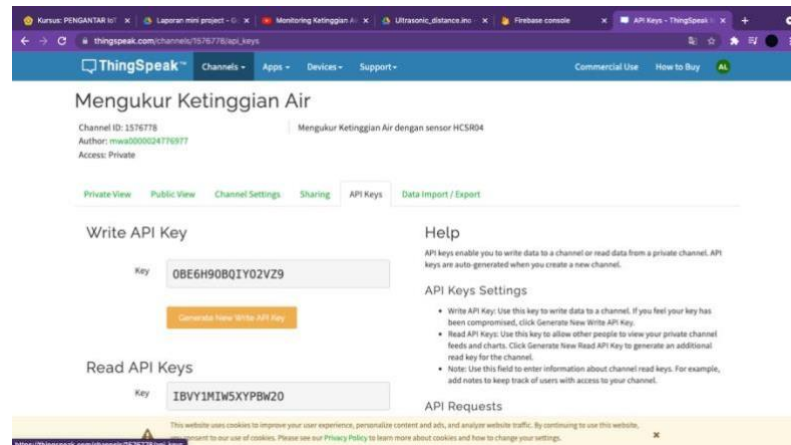 Kursus: PENGANTAR IoT
Laporan mini project - G
Monitoring Ketinggian A
Ultrasonic_distance.ino
Firebase console
API Keys - ThingSpeak
thingspeak.com/channels/1576778/api_keys
ThingSpeak™ Channels Apps Devices Support Commercial Use How to Buy AL
Mengukur Ketinggian Air
Channel ID: 1576778
Author: mwa0000024776977
Access: Private
Mengukur Ketinggian Air dengan sensor HCSR04
Private View Public View Channel Settings Sharing API Keys Data Import / Export
Write API Key
Key 0BE6H9OBQIYO2VZ9
Generate New Write API Key
Read API Keys
Key IBVY1MIW5XYPBW2O
Help
API keys enable you to write data to a channel or read data from a private channel. API
keys are auto-generated when you create a new channel.
API Keys Settings
Write API Key: Use this key to write data to a channel. If you feel your key has
been compromised, click Generate New Write API Key.
Read API Keys: Use this key to allow other people to view your private channel
feeds and charts. Click Generate New Read API Key to generate an additional
read key for the channel.
Note: Use this field to enter information about channel read keys. For example,
add notes to keep track of users with access to your channel.
API Requests
This website uses cookies to improve your user experience, personalize content and ads, and analyze website traffic. By continuing to use this website,
you consent to our use of cookies. Please see our Privacy Policy to learn more about cookies and how to change your settings.
https://thingspeak.com/channels/1576778/api_keys